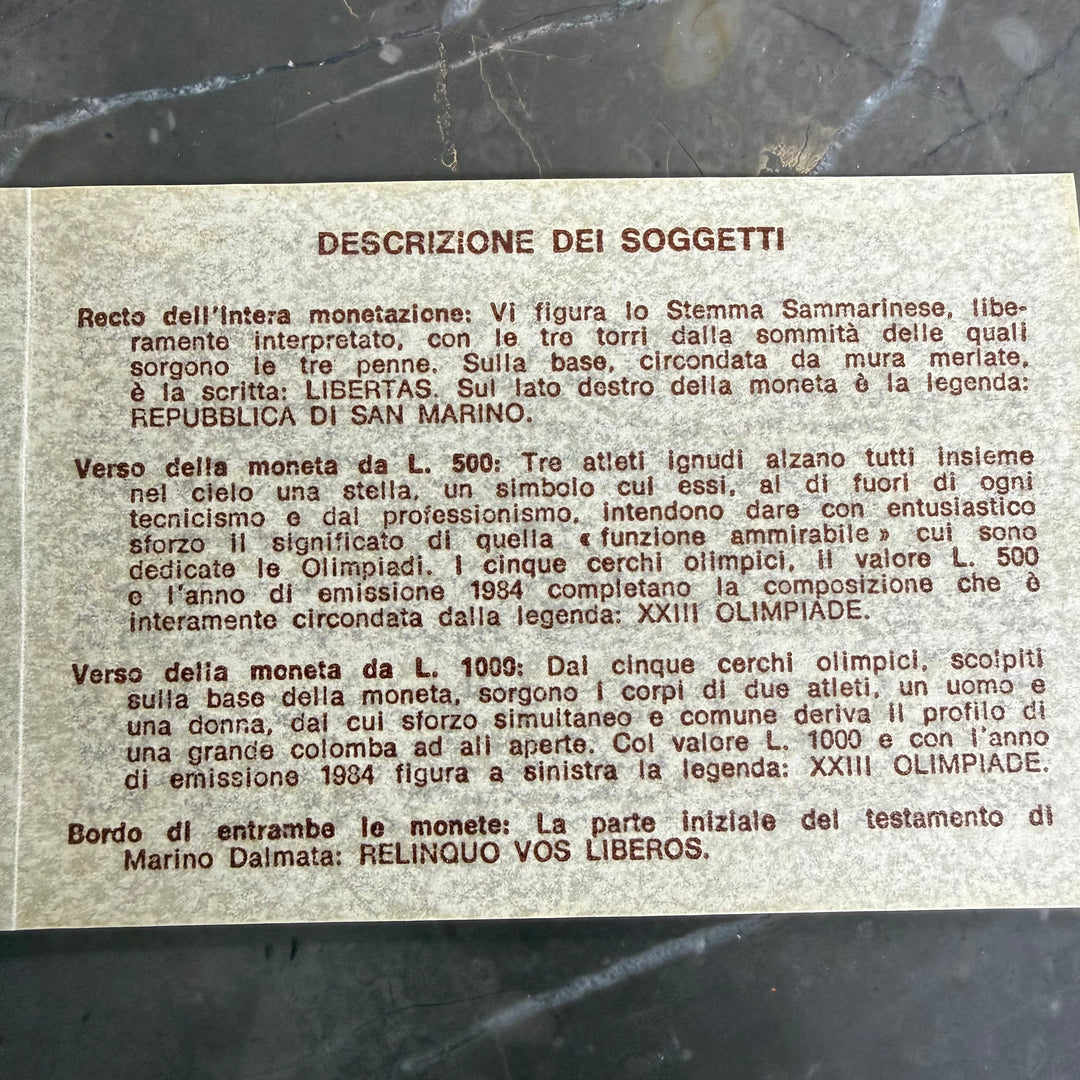 DESCRIZIONE DEI SOGGETTI
Recto dell'intera monetazione: Vi figura lo Stemma Sammarinese, libe-
ramente interpretato, con le tre torri dalla sommità delle quali
sorgono le tre penne. Sulla base, circondata da mura merlate,
è la scritta: LIBERTAS. Sul lato destro della moneta è la legenda:
REPUBBLICA DI SAN MARINO.
Verso della moneta da L. 500: Tre atleti ignudi alzano tutti insieme
nel cielo una stella, un simbolo cui essi, al di fuori di ogni
tecnicismo e dal professionismo, intendono dare con entusiastico
sforzo il significato di quella « funzione ammirabile » cui sono
dedicate le Olimpiadi. I cinque cerchi olimpici, il valore L. 500
e l'anno di emissione 1984 completano la composizione che è
interamente circondata dalla legenda: XXIII OLIMPIADE.
Verso della moneta da L. 1000: Dai cinque cerchi olimpici, scolpiti
sulla base della moneta, sorgono i corpi di due atleti, un uomo e
una donna, dal cui sforzo simultaneo e comune deriva il profilo di
una grande colomba ad ali aperte. Col valore L. 1000 e con l'anno
di emissione 1984 figura a sinistra la legenda: XXIII OLIMPIADE.
Bordo di entrambe le monete: La parte iniziale del testamento di
Marino Dalmata: RELINQUO VOS LIBEROS.